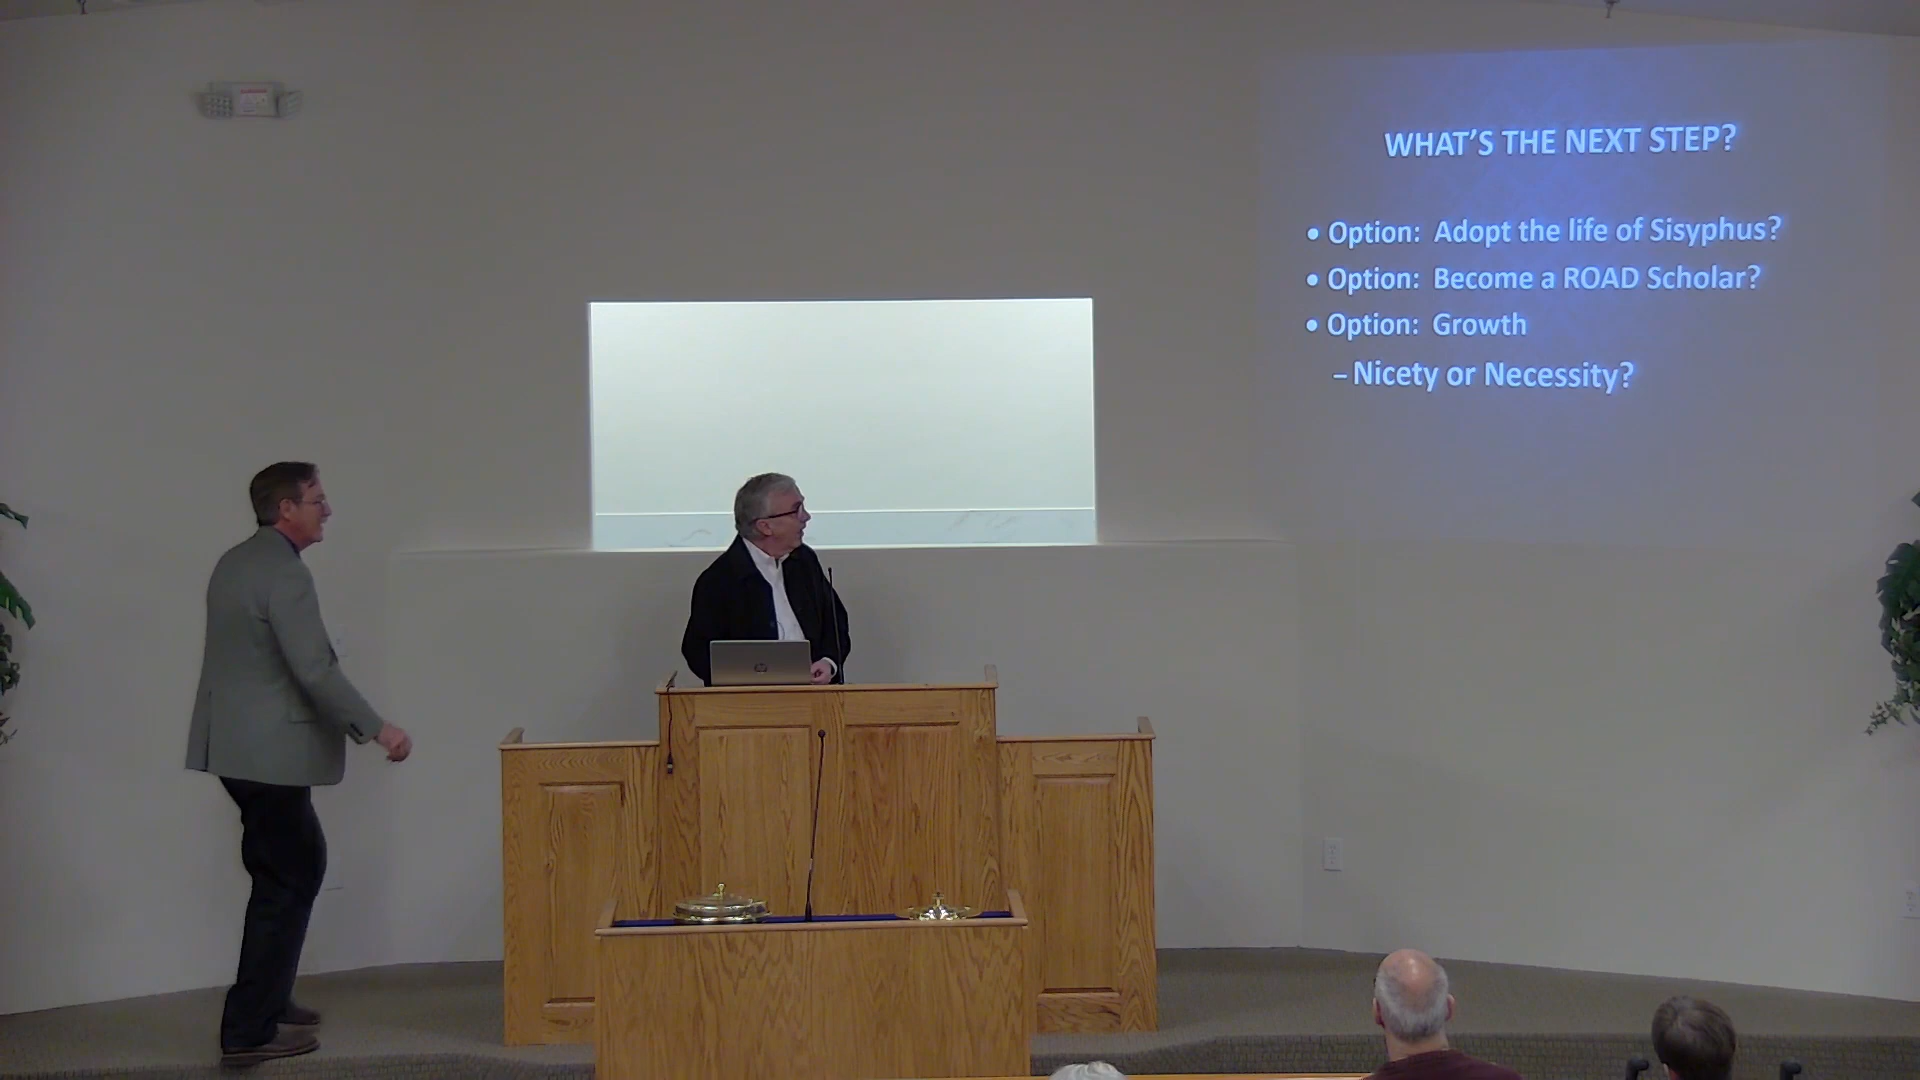 WHAT'S THE NEXT STEP?
• Option: Adopt the life of Sisyphus?
• Option: Become a ROAD Scholar?
• Option: Growth
– Nicety or Necessity?
hp